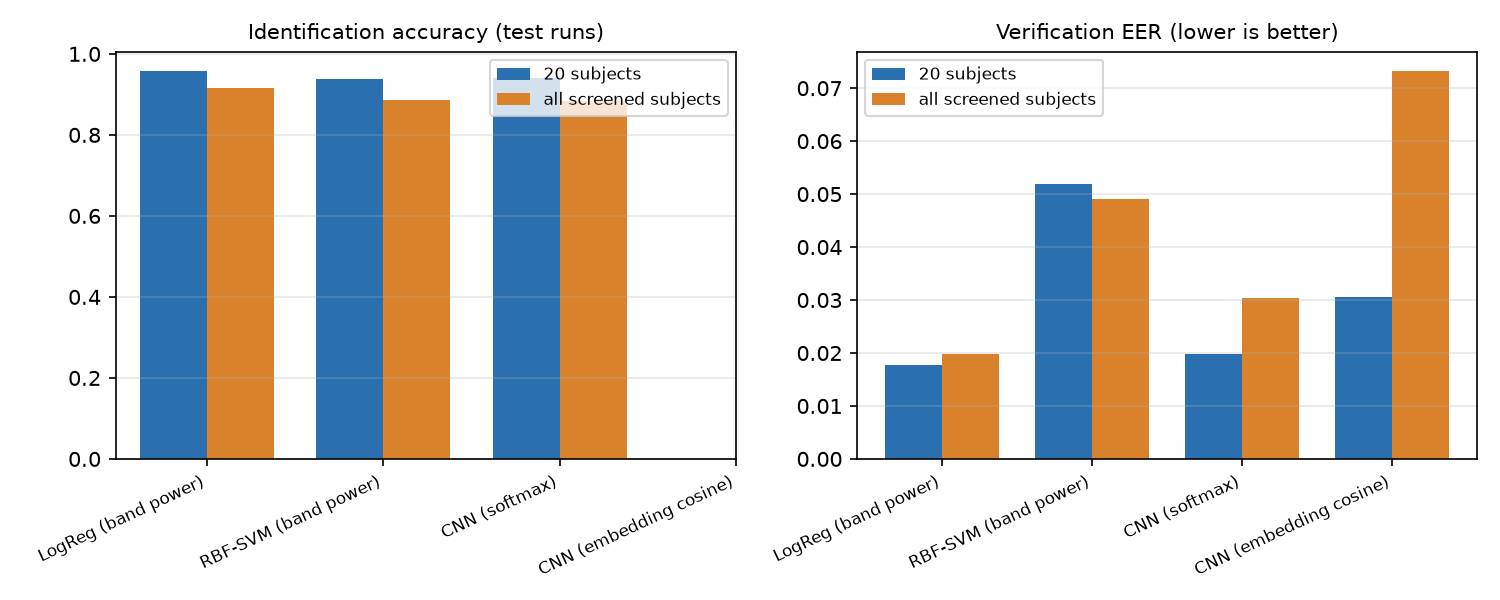 Identification accuracy (test runs)
1.0
0.8
0.6
0.4
0.2
0.0
20 subjects
all screened subjects
LogReg (band power)
RBF-SVM (band power)
CNN (softmax)
CNN (embedding cosine)
Verification EER (lower is better)
0.07
0.06
0.05
0.04
0.03
0.02
0.01
0.00
20 subjects
all screened subjects
LogReg (band power)
RBF-SVM (band power)
CNN (softmax)
CNN (embedding cosine)